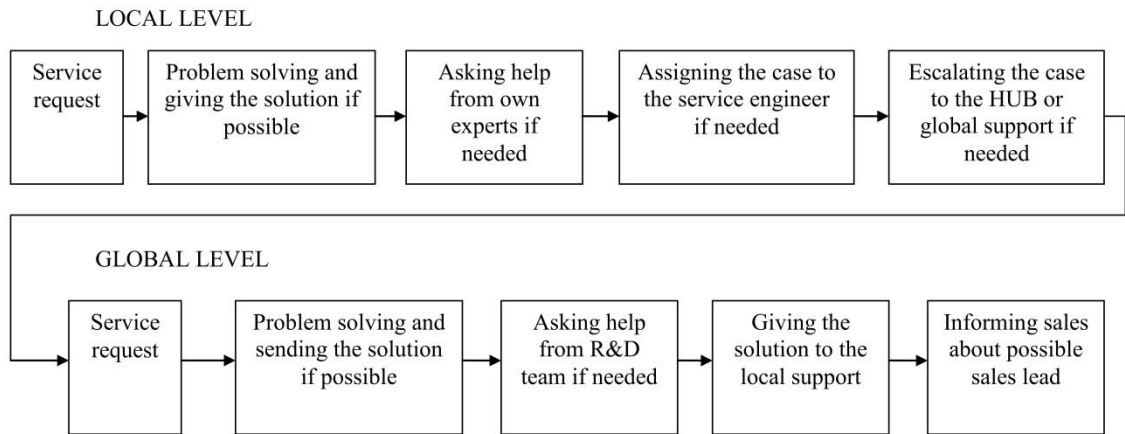 LOCAL LEVEL
Service
request
Problem solving and
giving the solution if
possible
Asking help
from own
experts if
needed
Assigning the case to
the service engineer
if needed
Escalating the case
to the HUB or
global support if
needed
GLOBAL LEVEL
Service
request
Problem solving and
sending the solution
if possible
Asking help
from R&D
team if needed
Giving the
solution to the
local support
Informing sales
about possible
sales lead